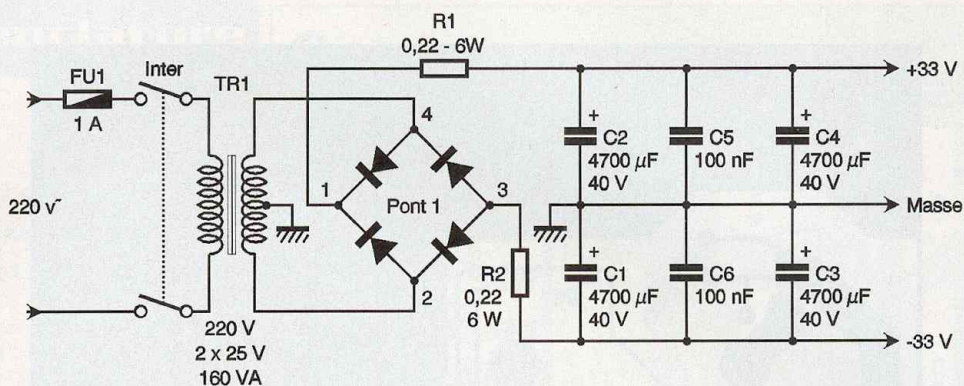 R1
0,22 - 6W
FU1
Inter
TR1
1 A
220 v~
4
1
3
2
Pont 1
220 V
2 x 25 V
160 VA
R2
0,22
6 W
+
C2
4700 µF
40 V
C5
100 nF
+
C4
4700 µF
40 V
+
C1
4700 µF
40 V
C6
100 nF
+
C3
4700 µF
40 V
+33 V
Masse
-33 V